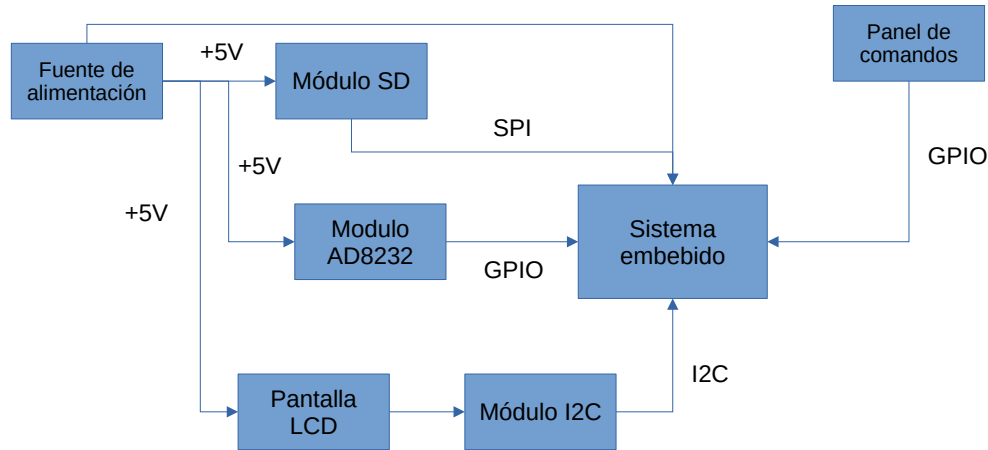 +5V
Fuente de
alimentación
Módulo SD
Panel de
comandos
SPI
GPIO
+5V
+5V
Modulo
AD8232
GPIO
Sistema
embebido
I2C
Pantalla
LCD
Módulo I2C